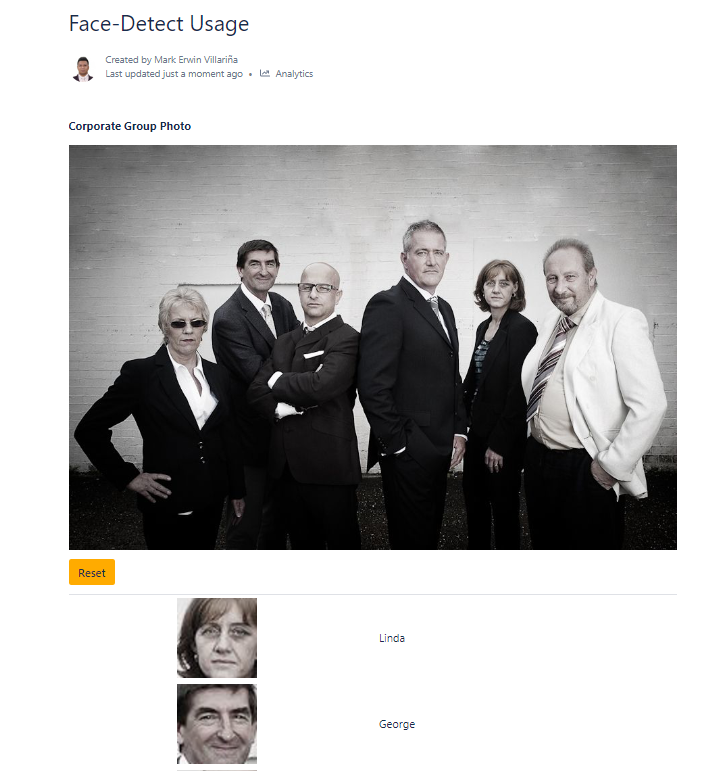 Face-Detect Usage
Created by Mark Erwin Villariña
Last updated just a moment ago • Analytics
Corporate Group Photo
Reset
Linda
George